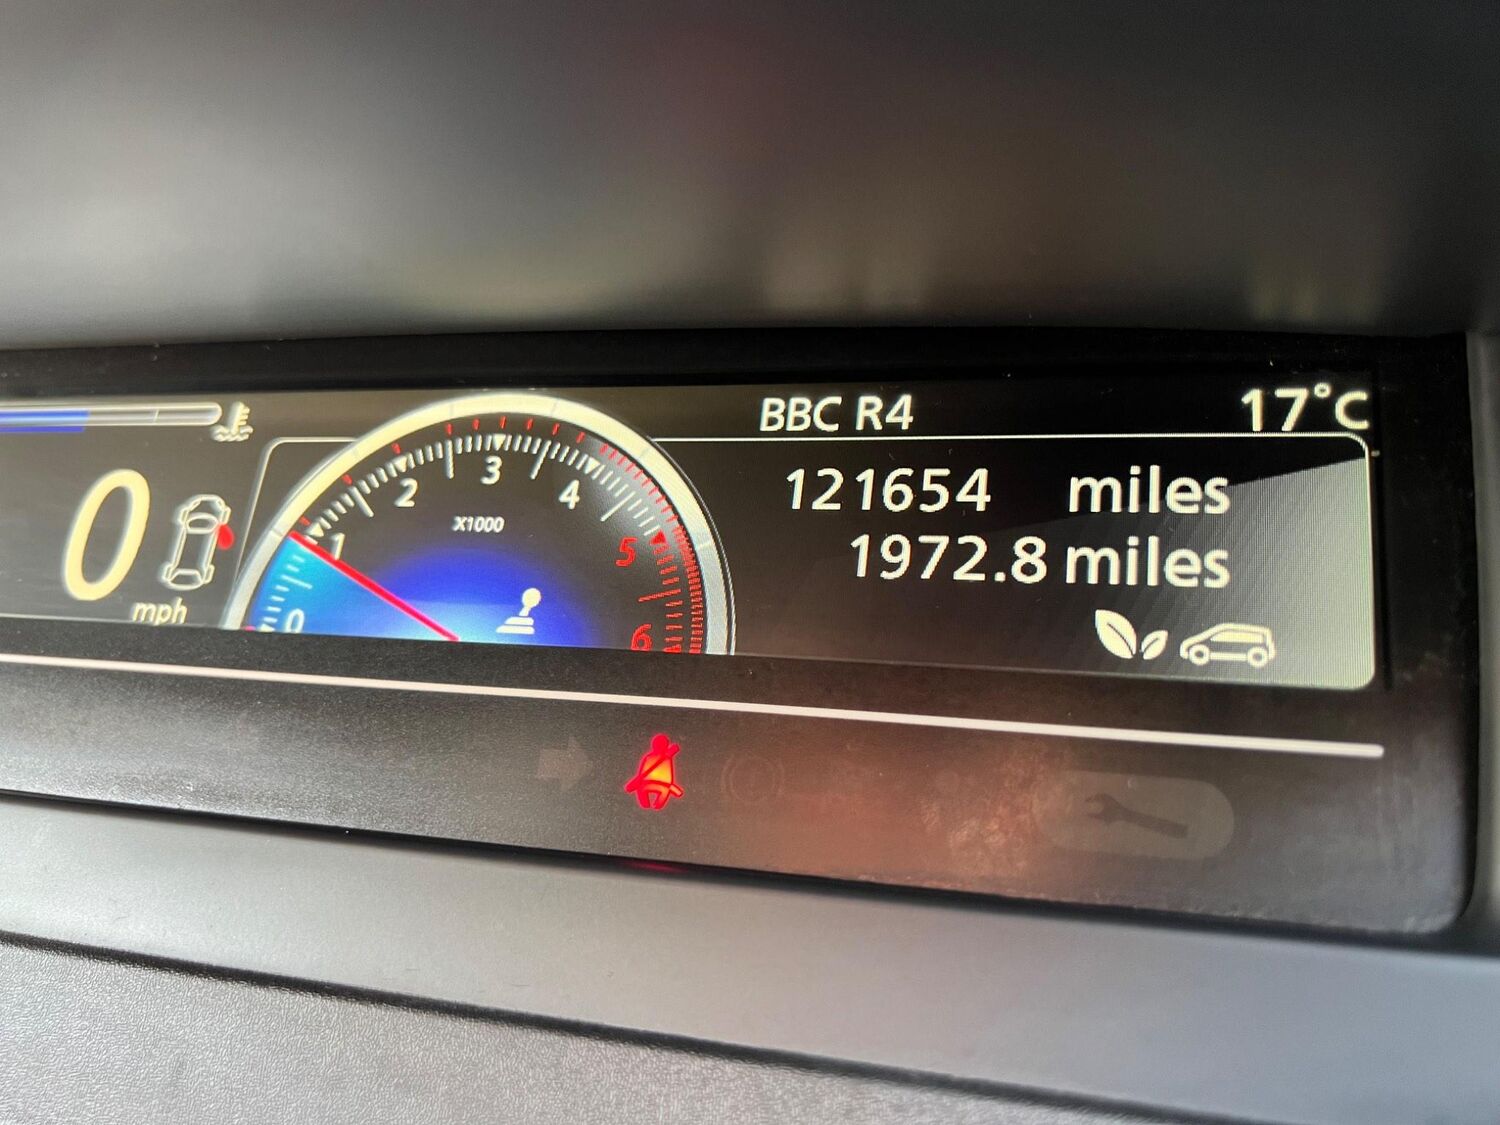 BBC R4 17°C
121654 miles
1972.8 miles
0
mph
0 1 2 3 4 5 6
X1000